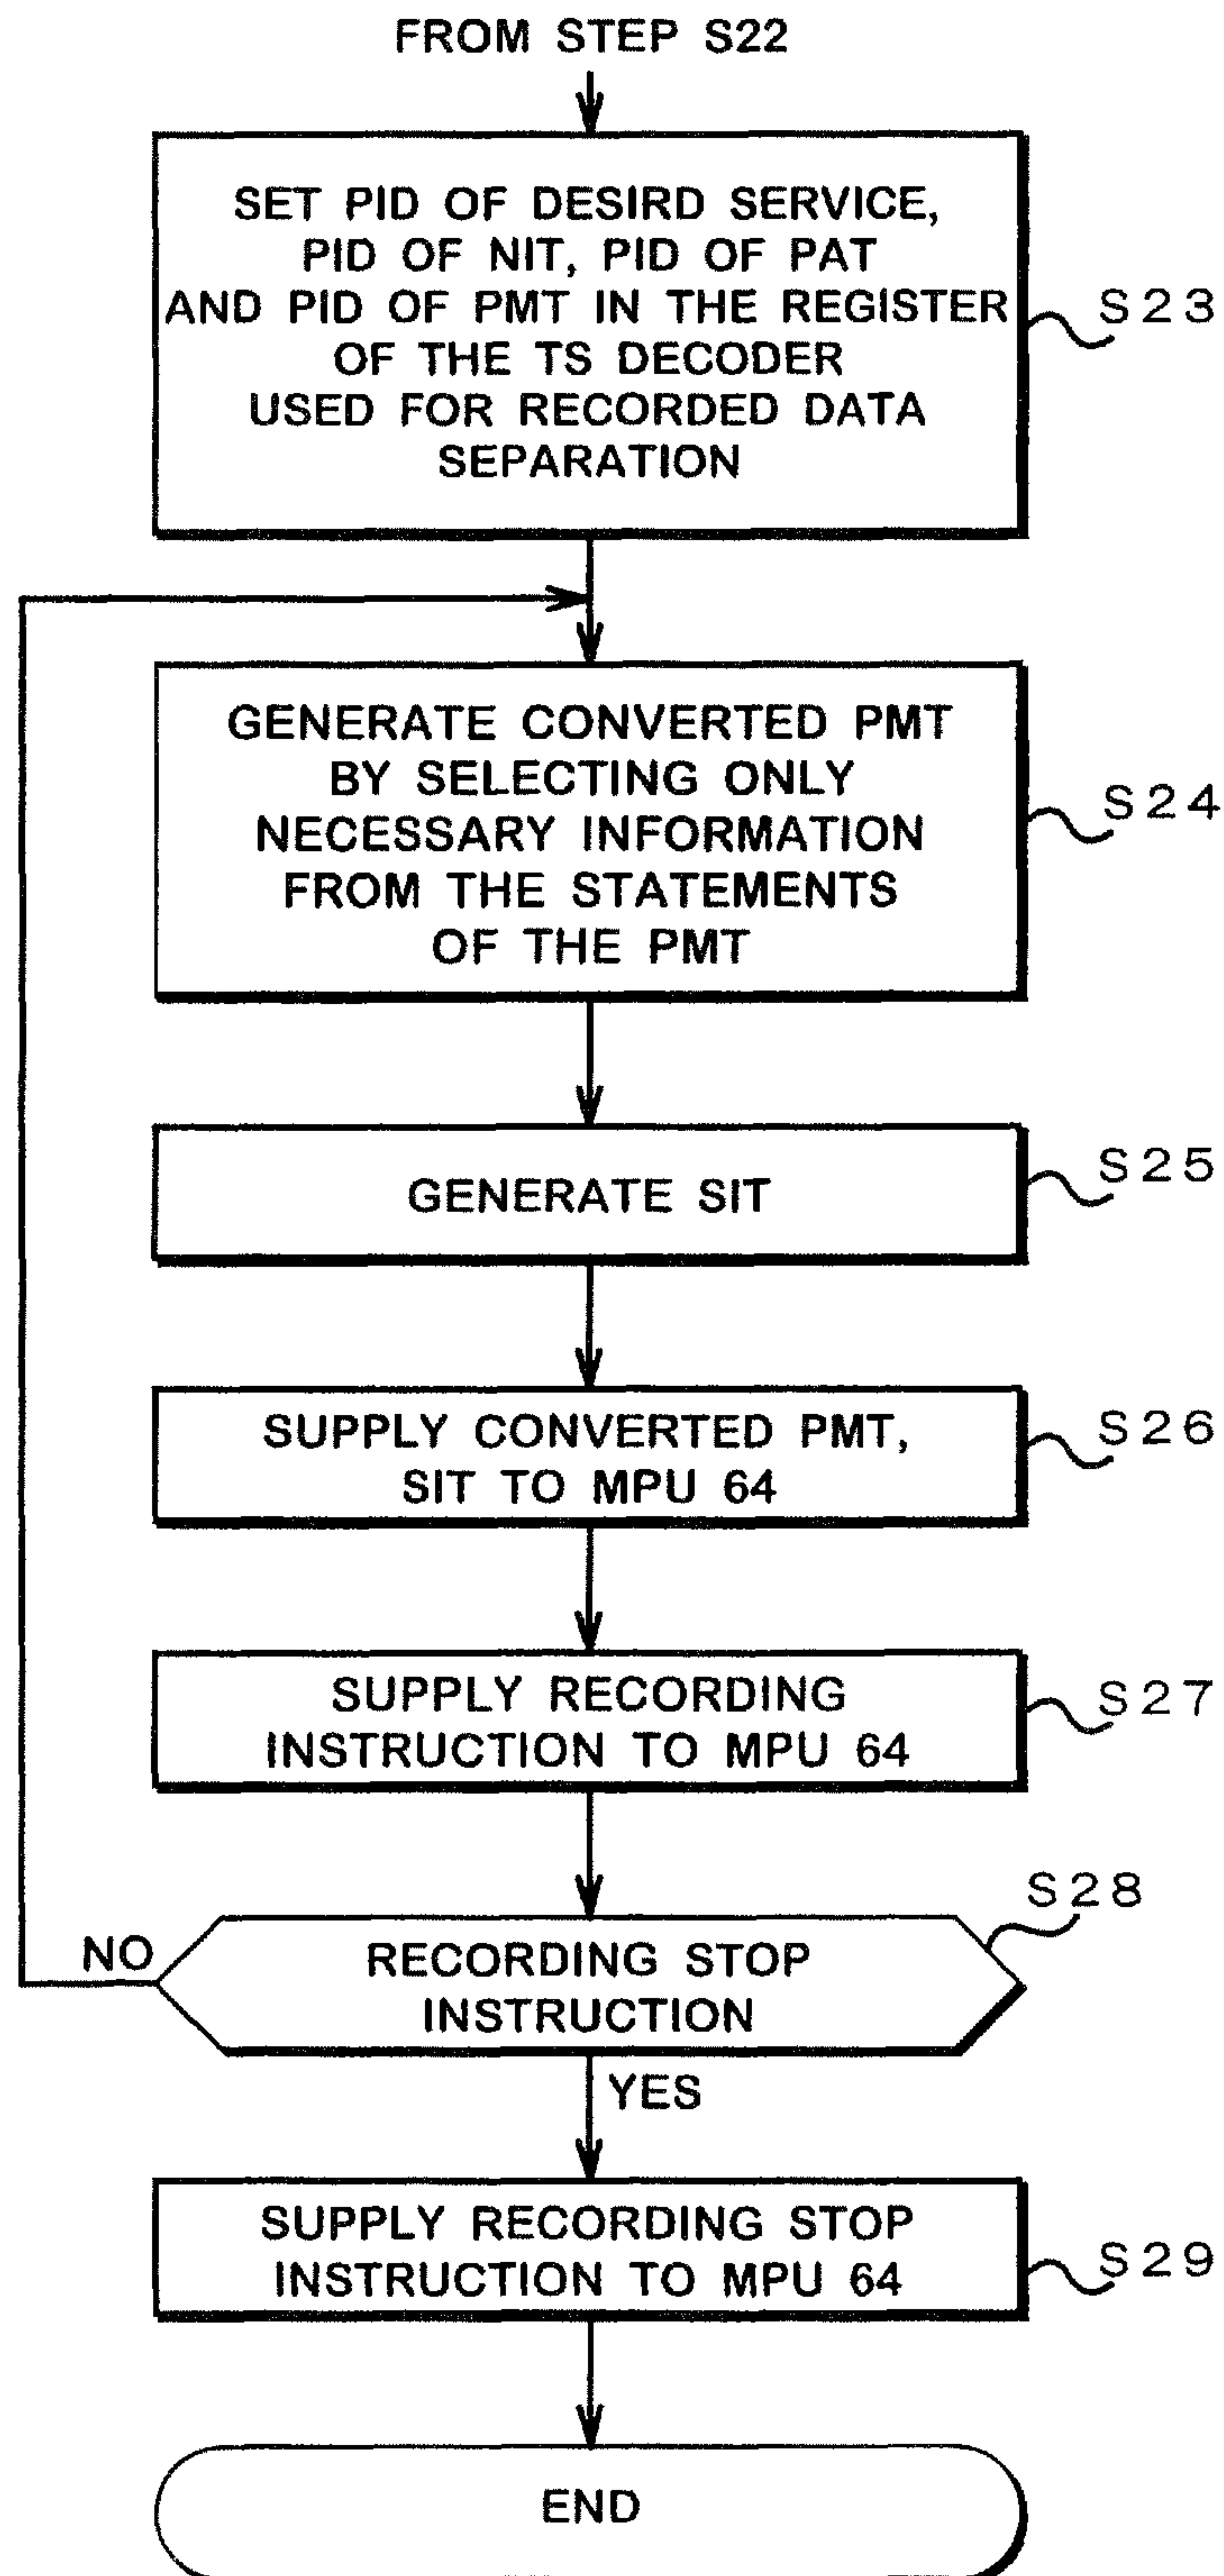 FROM STEP S22
SET PID OF DESIRD SERVICE,
PID OF NIT, PID OF PAT
AND PID OF PMT IN THE REGISTER
OF THE TS DECODER
USED FOR RECORDED DATA
SEPARATION
S23
GENERATE CONVERTED PMT
BY SELECTING ONLY
NECESSARY INFORMATION
FROM THE STATEMENTS
OF THE PMT
S24
GENERATE SIT
S25
SUPPLY CONVERTED PMT,
SIT TO MPU 64
S26
SUPPLY RECORDING
INSTRUCTION TO MPU 64
S27
S28
NO
RECORDING STOP
INSTRUCTION
YES
SUPPLY RECORDING STOP
INSTRUCTION TO MPU 64
S29
END